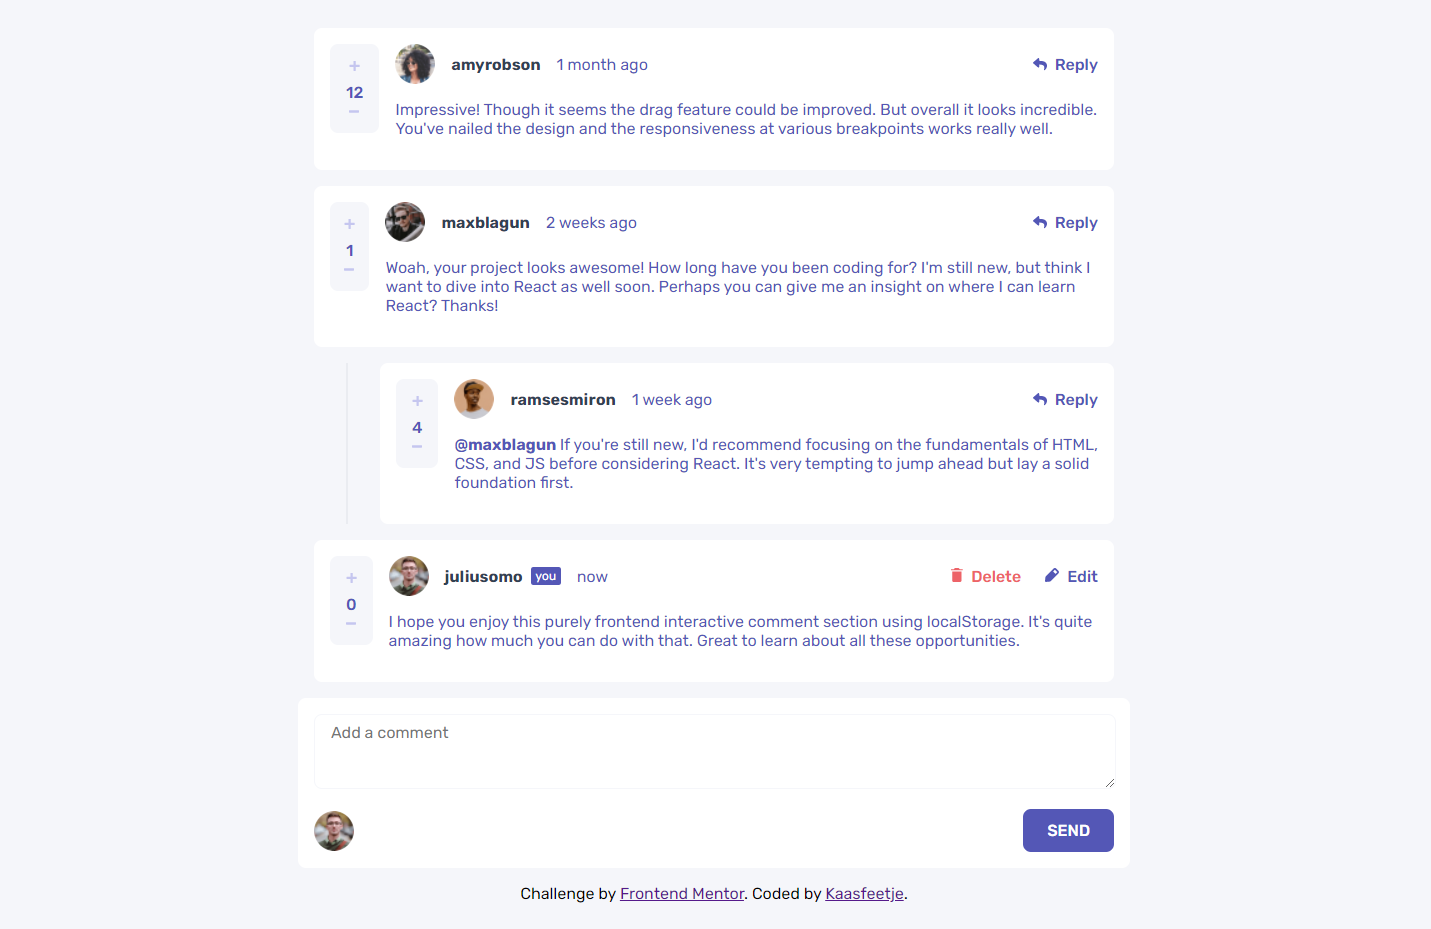 +
12
−
amyrobson 1 month ago Reply
Impressive! Though it seems the drag feature could be improved. But overall it looks incredible.
You've nailed the design and the responsiveness at various breakpoints works really well.
+
1
−
maxblagun 2 weeks ago Reply
Woah, your project looks awesome! How long have you been coding for? I'm still new, but think I
want to dive into React as well soon. Perhaps you can give me an insight on where I can learn
React? Thanks!
+
4
−
ramsesmiron 1 week ago Reply
@maxblagun If you're still new, I'd recommend focusing on the fundamentals of HTML,
CSS, and JS before considering React. It's very tempting to jump ahead but lay a solid
foundation first.
+
0
−
juliusomo you now Delete Edit
I hope you enjoy this purely frontend interactive comment section using localStorage. It's quite
amazing how much you can do with that. Great to learn about all these opportunities.
Add a comment
SEND
Challenge by Frontend Mentor. Coded by Kaasfeetje.